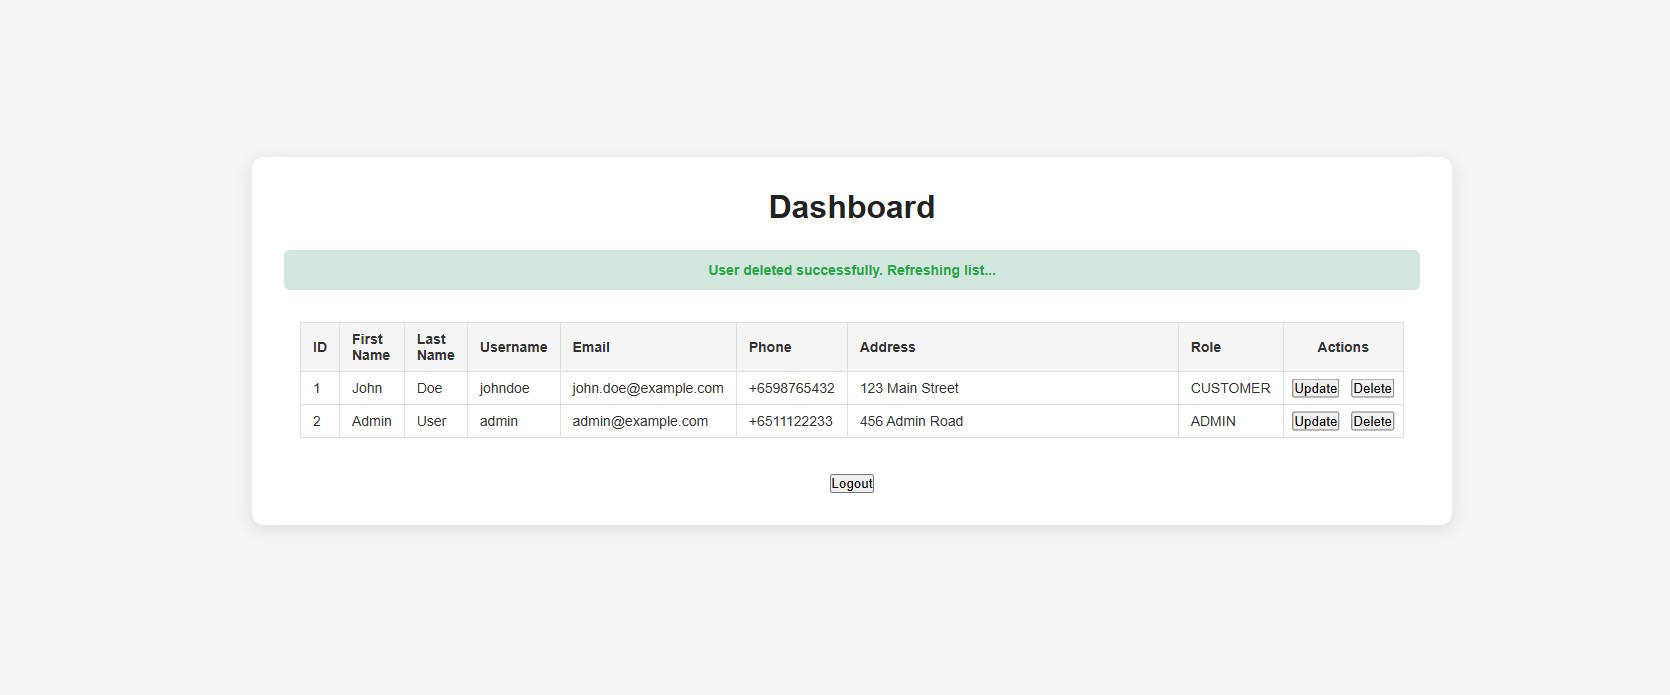 Dashboard
User deleted successfully. Refreshing list...
ID First Name Last Name Username Email Phone Address Role Actions
1 John Doe johndoe john.doe@example.com +6598765432 123 Main Street CUSTOMER Update Delete
2 Admin User admin admin@example.com +6511122233 456 Admin Road ADMIN Update Delete
Logout